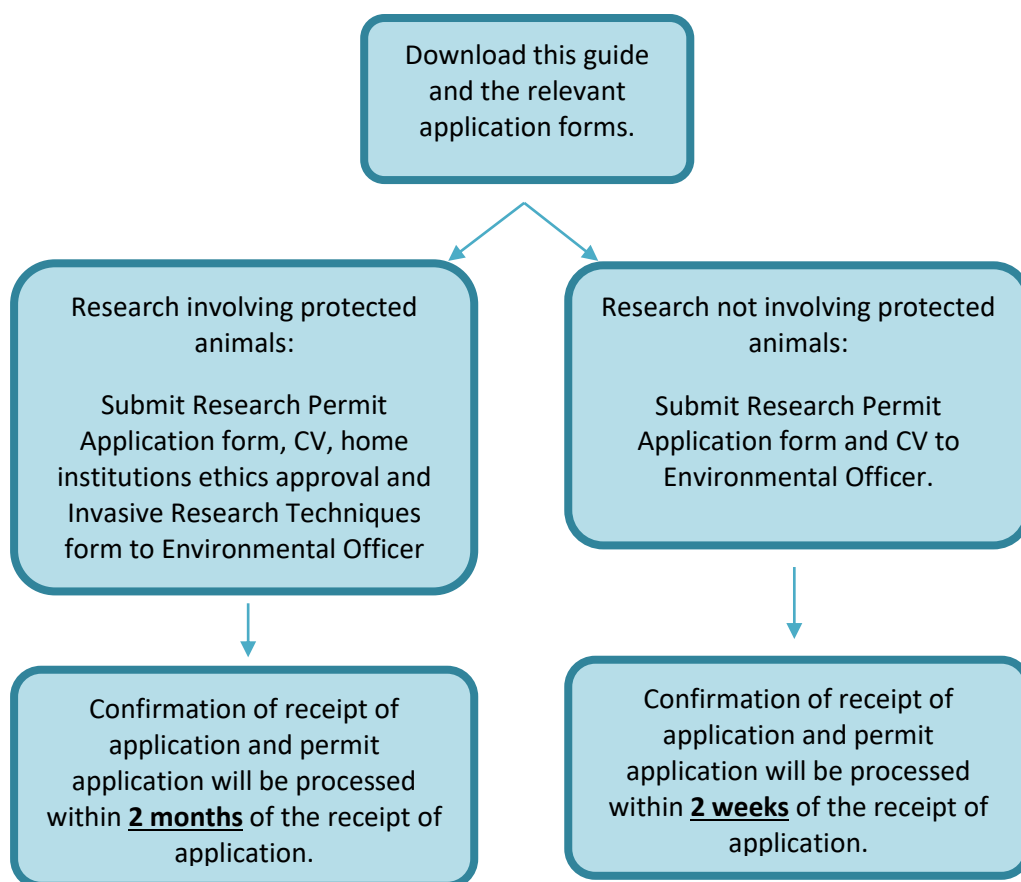 Download this guide
and the relevant
application forms.
Research involving protected
animals:
Submit Research Permit
Application form, CV, home
institutions ethics approval and
Invasive Research Techniques
form to Environmental Officer
Research not involving protected
animals:
Submit Research Permit
Application form and CV to
Environmental Officer.
Confirmation of receipt of
application and permit
application will be processed
within 2 months of the receipt of
application.
Confirmation of receipt of
application and permit
application will be processed
within 2 weeks of the receipt of
application.